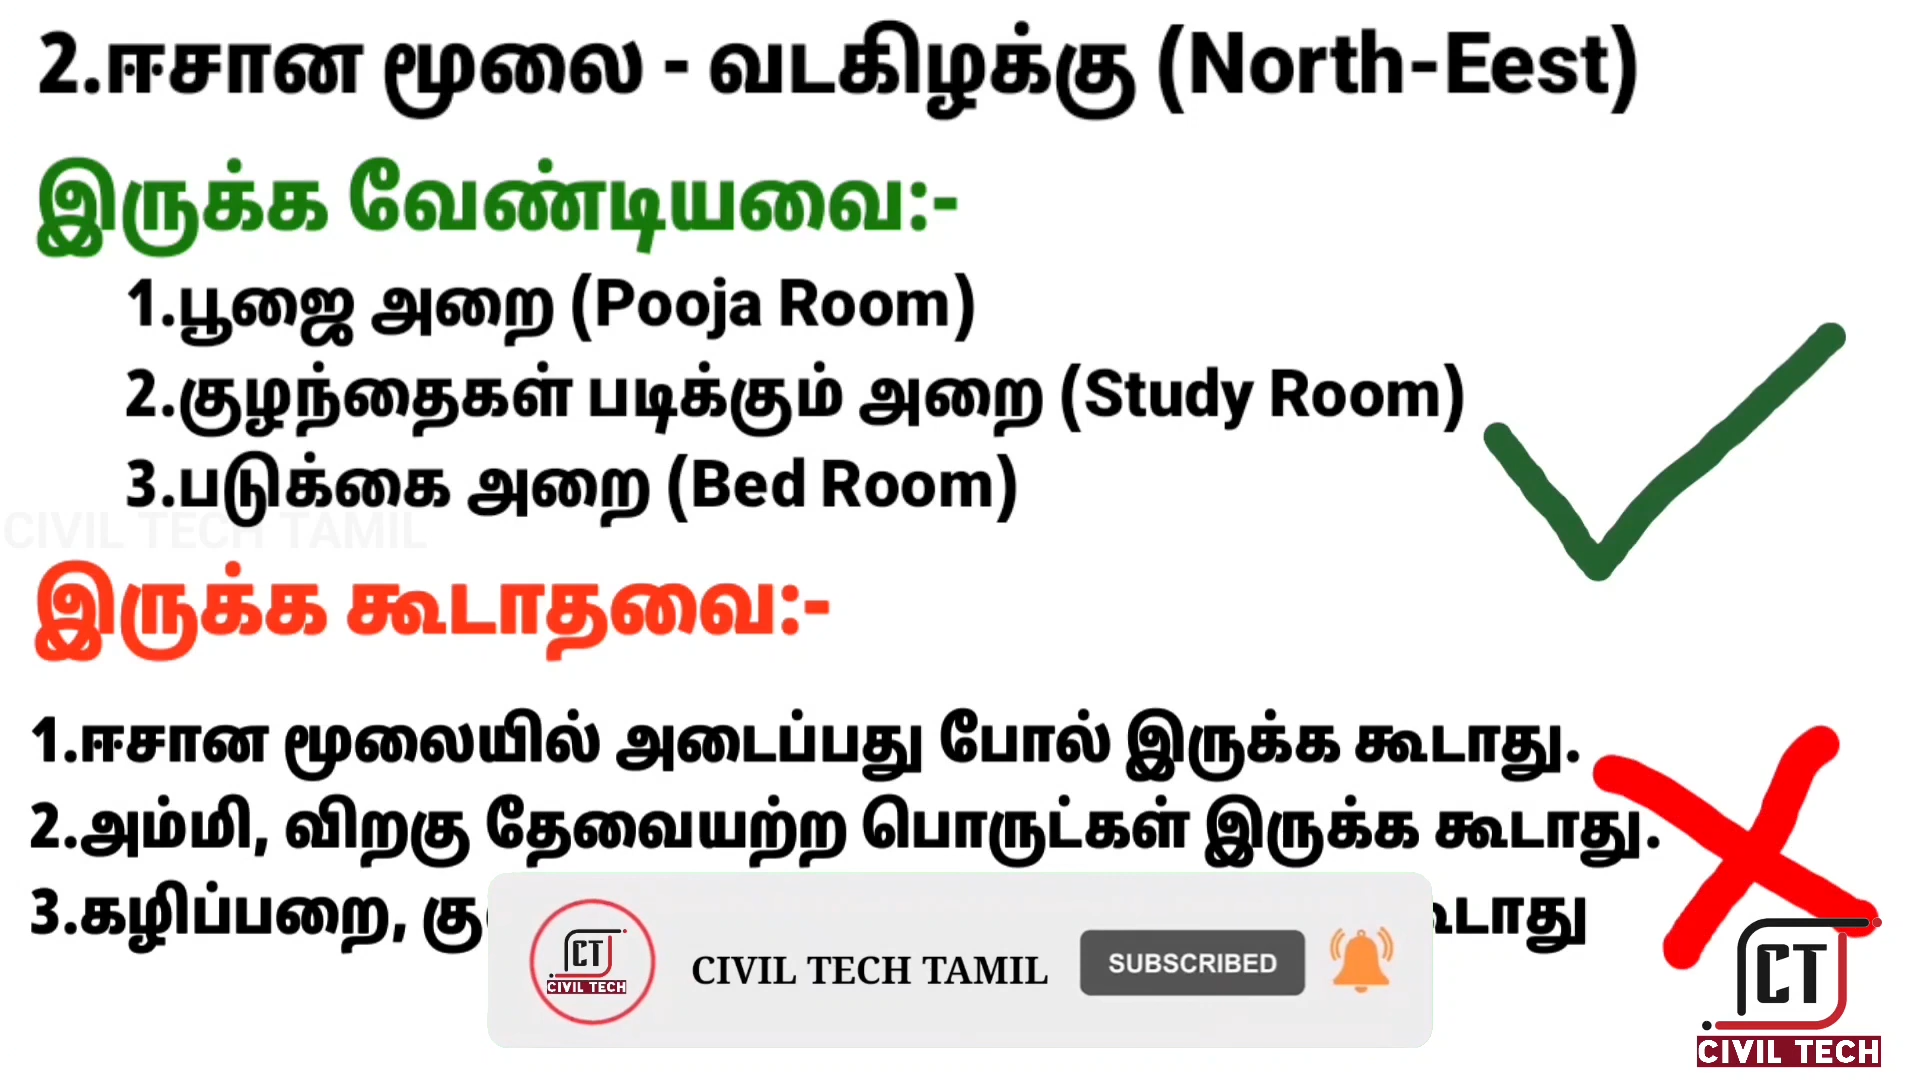 2.ஈசான மூலை - வடகிழக்கு (North-Eest)
இருக்க வேண்டியவை:-
1.பூஜை அறை (Pooja Room)
2.குழந்தைகள் படிக்கும் அறை (Study Room)
3.படுக்கை அறை (Bed Room)
CIVIL TECH TAMIL
இருக்க கூடாதவை:-
1.ஈசான மூலையில் அடைப்பது போல் இருக்க கூடாது.
2.அம்மி, விறகு தேவையற்ற பொருட்கள் இருக்க கூடாது.
3.கழிப்பறை,
CT
CIVIL TECH
CIVIL TECH TAMIL
SUBSCRIBED
CT
CIVIL TECH